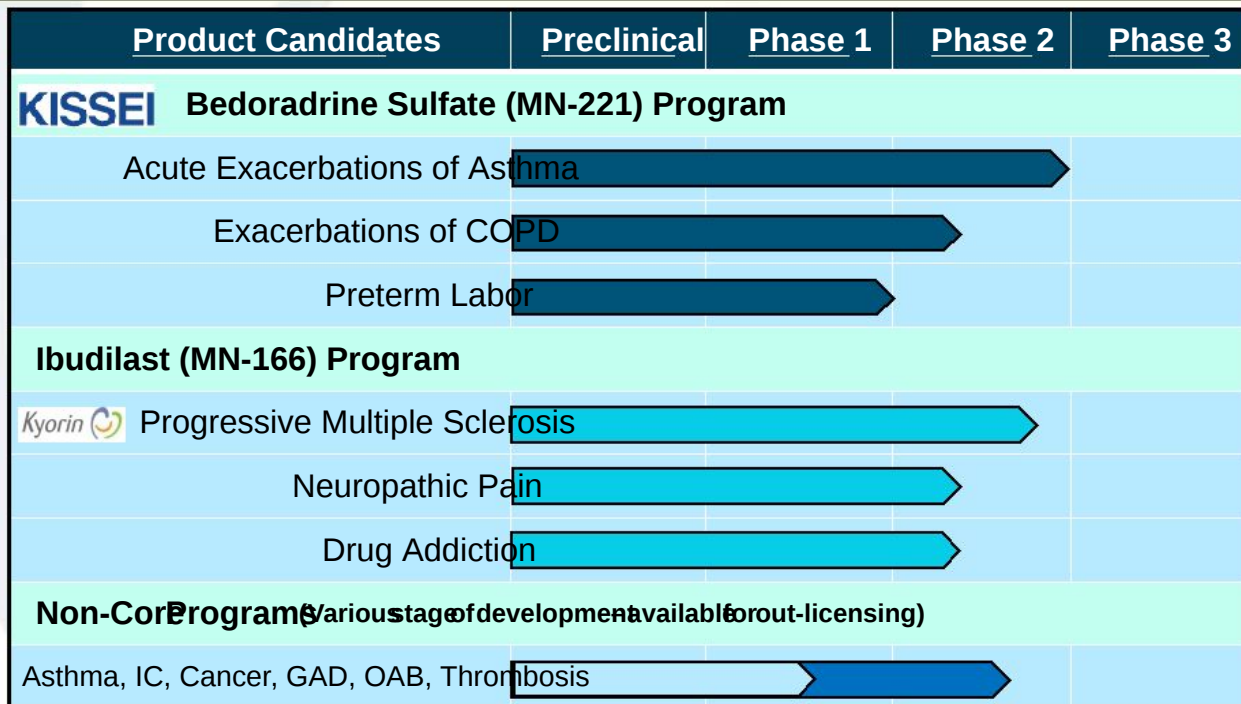 Product Candidates Preclinical Phase 1 Phase 2 Phase 3
KISSEI Bedoradrine Sulfate (MN-221) Program
Acute Exacerbations of Asthma
Exacerbations of COPD
Preterm Labor
Ibudilast (MN-166) Program
Kyorin Progressive Multiple Sclerosis
Neuropathic Pain
Drug Addiction
Non-Core Programs (Various stage of development - available for out-licensing)
Asthma, IC, Cancer, GAD, OAB, Thrombosis